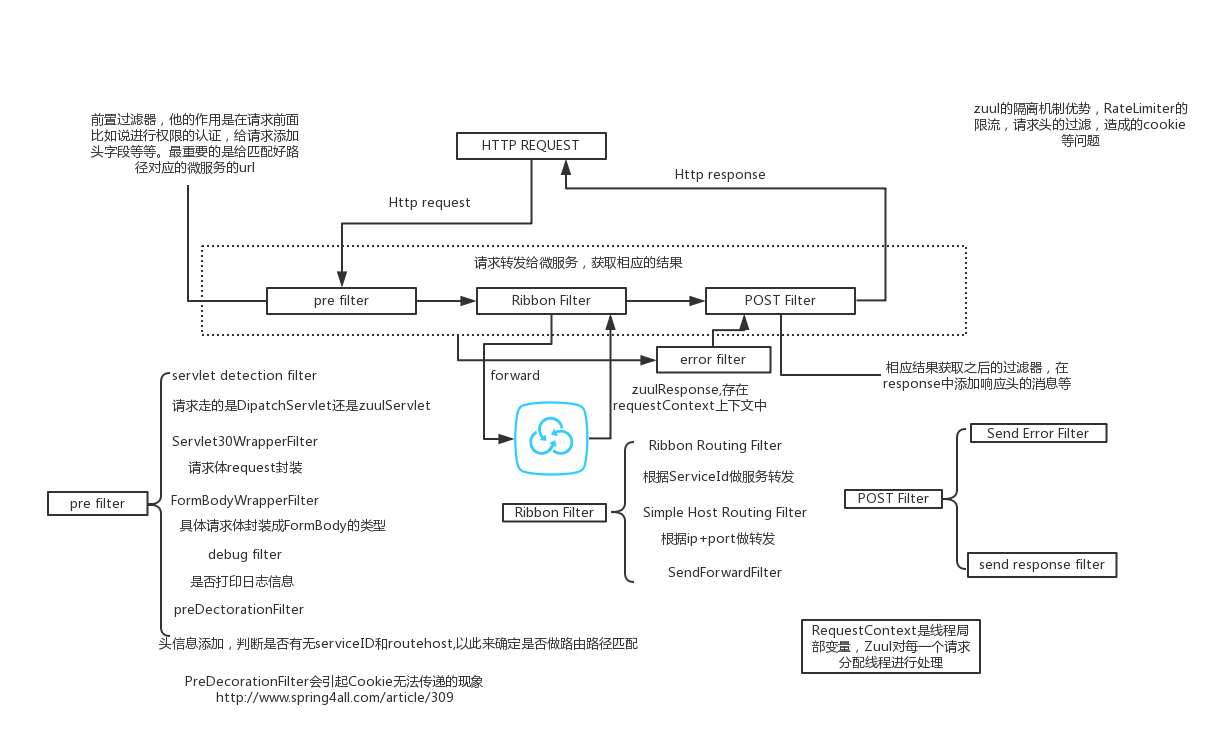 前置过滤器，他的作用是在请求前面
比如说进行权限的认证，给请求添加
头字段等等。最重要的是给匹配好路
径对应的微服务的url
zuul的隔离机制优势，RateLimiter的
限流，请求头的过滤，造成的cookie
等问题
HTTP REQUEST
Http response
Http request
请求转发给微服务，获取相应的结果
pre filter
Ribbon Filter
POST Filter
error filter
forward
zuulResponse,存在
requestContext上下文中
相应结果获取之后的过滤器，在
response中添加响应头的消息等
pre filter
servlet detection filter
请求走的是DipatchServlet还是zuulServlet
Servlet30WrapperFilter
请求体request封装
FormBodyWrapperFilter
具体请求体封装成FormBody的类型
debug filter
是否打印日志信息
preDectorationFilter
头信息添加，判断是否有无serviceID和routehost,以此来确定是否做路由路径匹配
PreDecorationFilter会引起Cookie无法传递的现象
http://www.spring4all.com/article/309
Ribbon Filter
Ribbon Routing Filter
根据ServiceId做服务转发
Simple Host Routing Filter
根据ip+port做转发
SendForwardFilter
POST Filter
Send Error Filter
send response filter
RequestContext是线程局
部变量，Zuul对每一个请求
分配线程进行处理